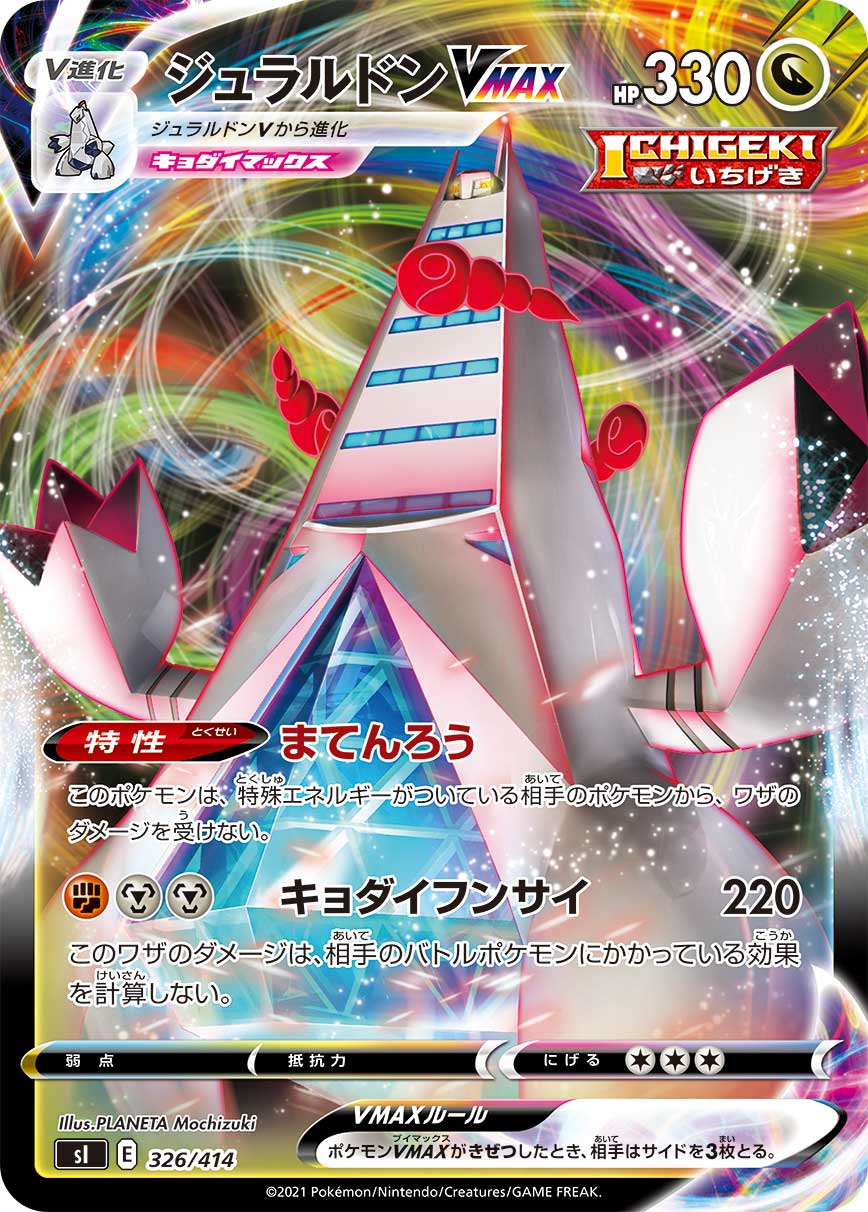 V進化
ジュラルドンVMAX
HP330
ジュラルドンVから進化
キョダイマックス
ICHIGEKI
いちげき
特性 とくせい まてんろう
このポケモンは、特殊エネルギーがついている相手のポケモンから、ワザの
ダメージを受けない。
キョダイフンサイ 220
このワザのダメージは、相手のバトルポケモンにかかっている効果
を計算しない。
弱点 抵抗力 にげる
Illus.PLANETA Mochizuki
sI E 326/414
VMAXルール
ポケモンVMAXがきぜつしたとき、相手はサイドを3枚とる。
©2021 Pokémon/Nintendo/Creatures/GAME FREAK.